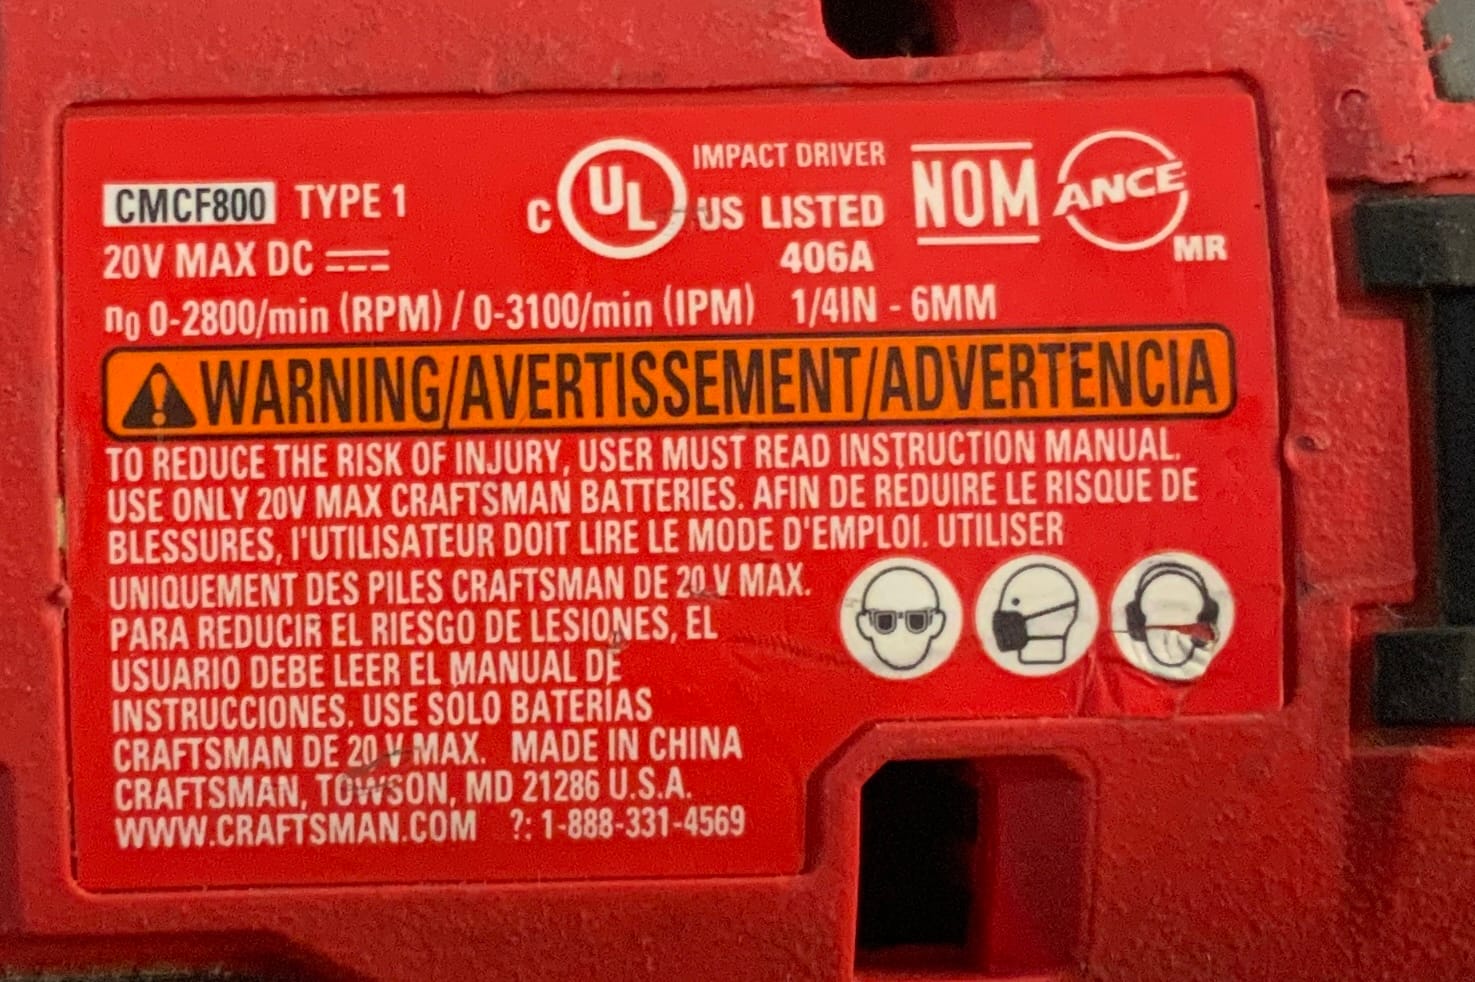 CMCF800 TYPE 1
20V MAX DC
C UL US IMPACT DRIVER
LISTED
406A
NOM
ANCE
MR
n0 0-2800/min (RPM) / 0-3100/min (IPM) 1/4IN - 6MM
WARNING/AVERTISSEMENT/ADVERTENCIA
TO REDUCE THE RISK OF INJURY, USER MUST READ INSTRUCTION MANUAL.
USE ONLY 20V MAX CRAFTSMAN BATTERIES. AFIN DE REDUIRE LE RISQUE DE
BLESSURES, I'UTILISATEUR DOIT LIRE LE MODE D'EMPLOI. UTILISER
UNIQUEMENT DES PILES CRAFTSMAN DE 20 V MAX.
PARA REDUCIR EL RIESGO DE LESIONES, EL
USUARIO DEBE LEER EL MANUAL DE
INSTRUCCIONES. USE SÓLO BATERÍAS
CRAFTSMAN DE 20 V MAX. MADE IN CHINA
CRAFTSMAN, TOWSON, MD 21286 U.S.A.
WWW.CRAFTSMAN.COM ?: 1-888-331-4569